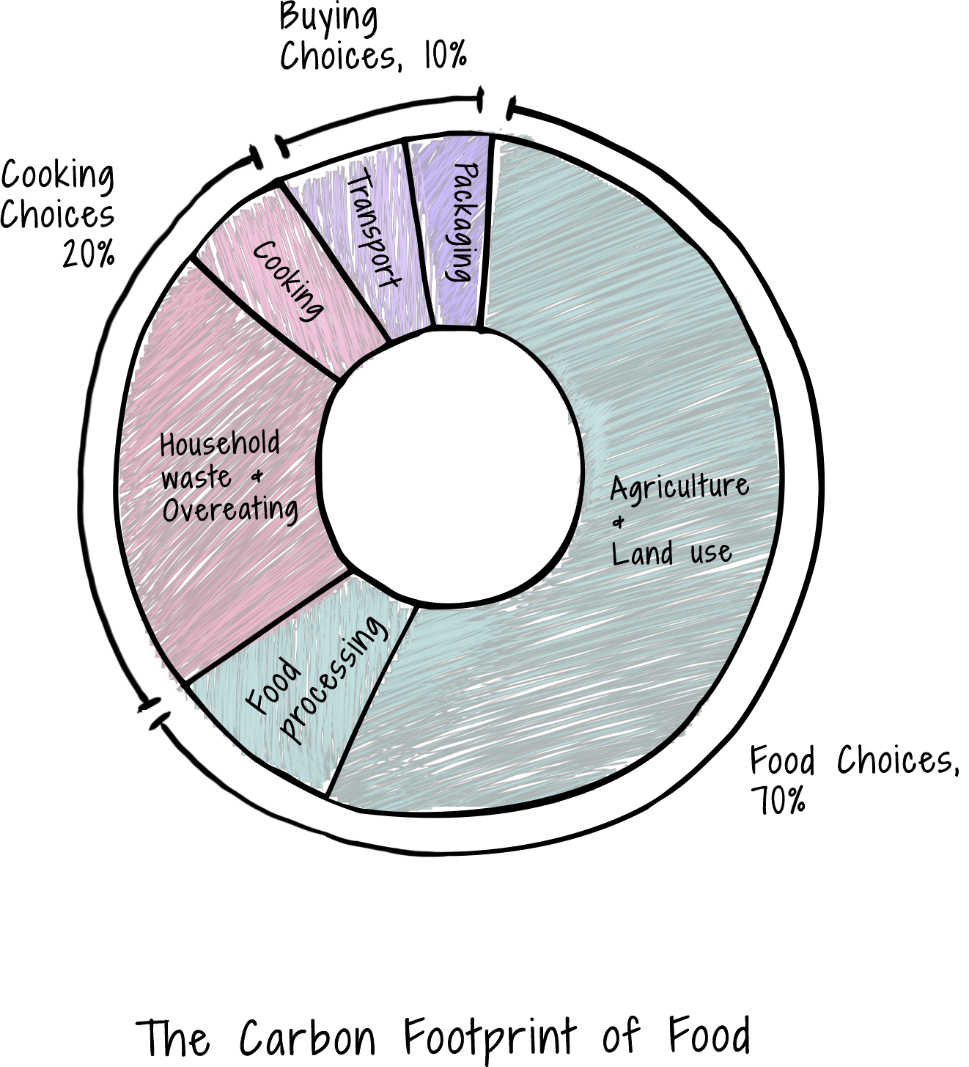 Buying
Choices, 10%
Cooking
Choices
20%
Packaging
Transport
Cooking
Household
waste &
Overeating
Agriculture
&
Land use
Food
processing
Food Choices,
70%
The Carbon Footprint of Food